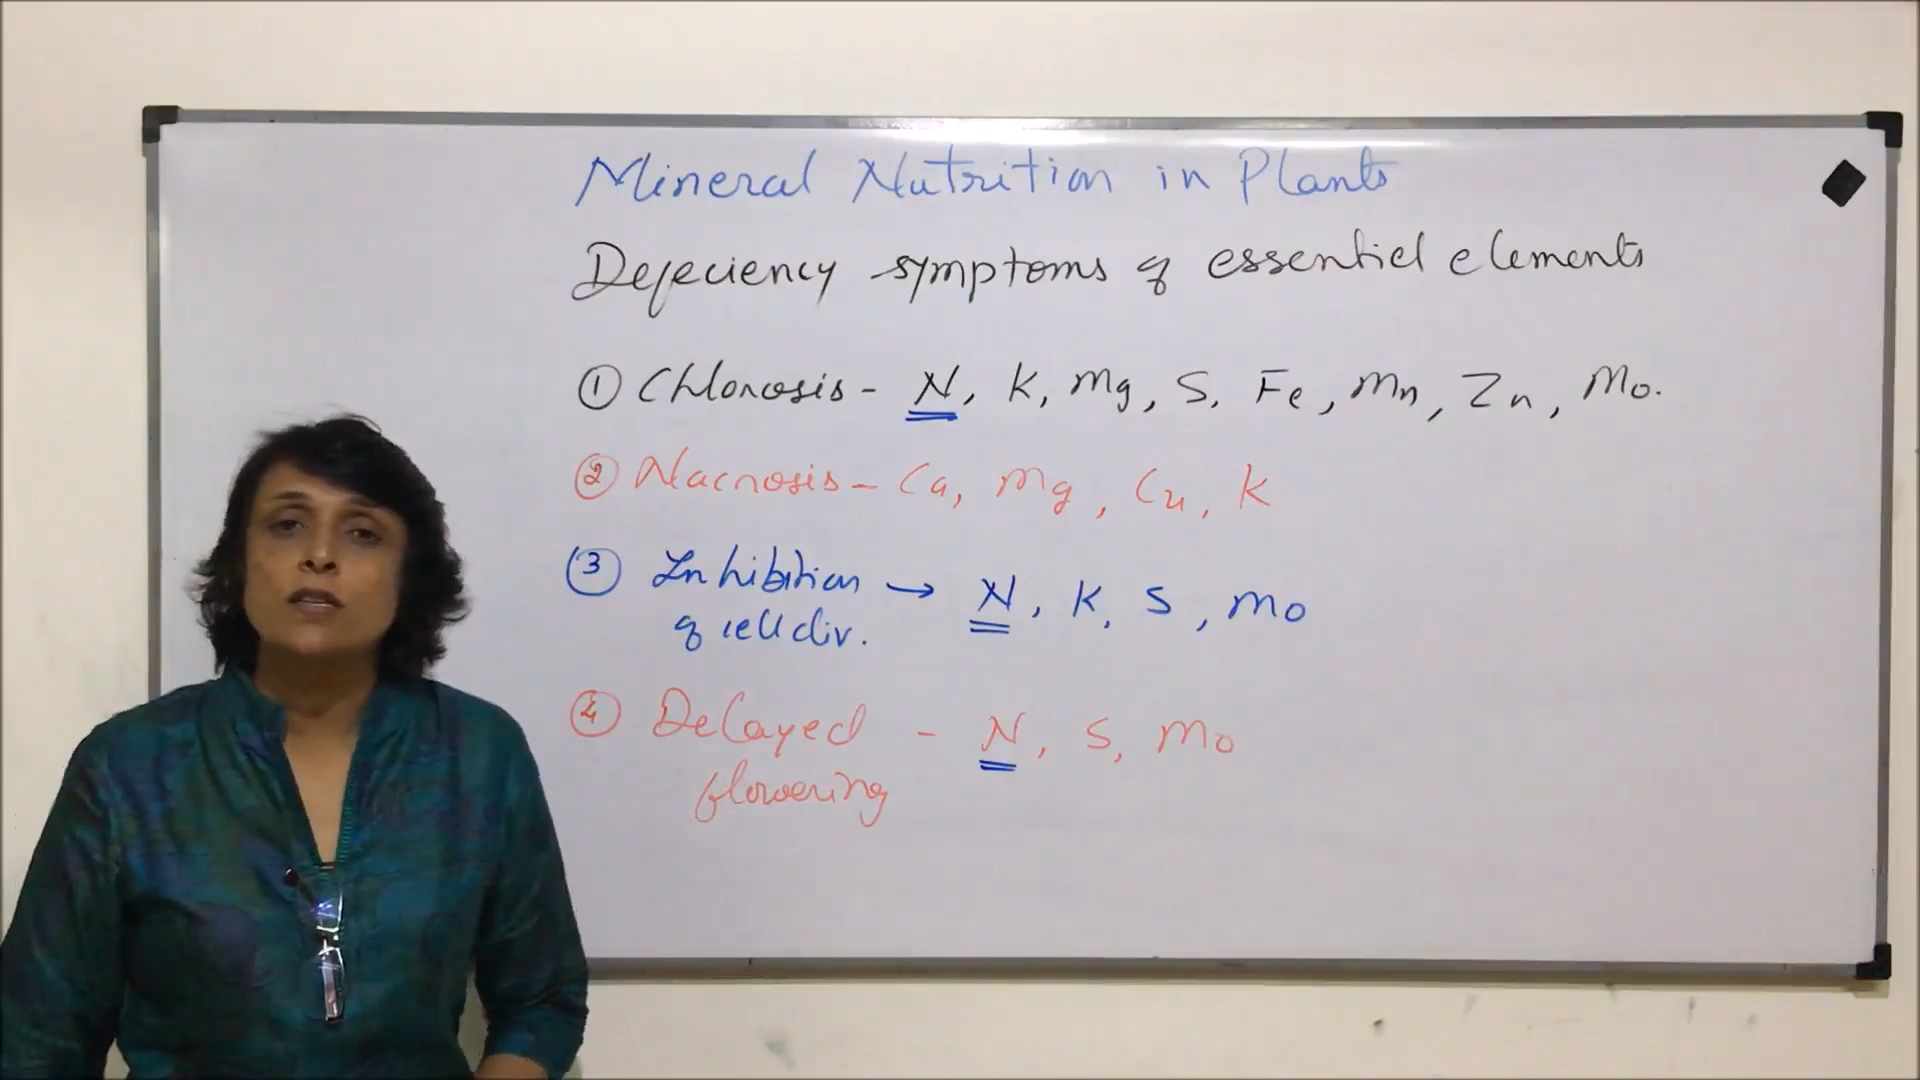 Mineral Nutrition in Plants
Defeciency symptoms of essentiel elements
① Chlorosis - N, K, Mg, S, Fe, Mn, Zn, Mo.
② Nacrosis - Ca, Mg, Cu, K
③ Inhibition → N, K, S, Mo
of cell div.
④ Delayed - N, S, Mo
flowering